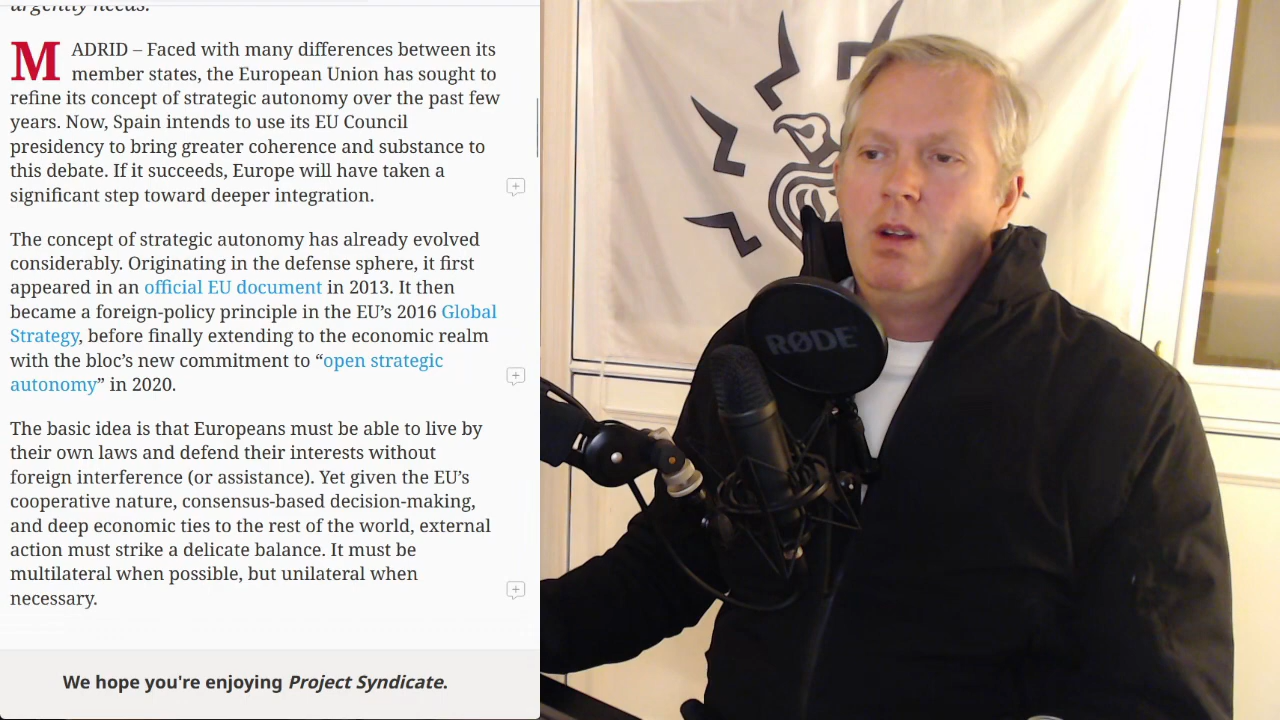 urgently needs.
MADRID – Faced with many differences between its
member states, the European Union has sought to
refine its concept of strategic autonomy over the past few
years. Now, Spain intends to use its EU Council
presidency to bring greater coherence and substance to
this debate. If it succeeds, Europe will have taken a
significant step toward deeper integration.
The concept of strategic autonomy has already evolved
considerably. Originating in the defense sphere, it first
appeared in an official EU document in 2013. It then
became a foreign-policy principle in the EU’s 2016 Global
Strategy, before finally extending to the economic realm
with the bloc’s new commitment to “open strategic
autonomy” in 2020.
The basic idea is that Europeans must be able to live by
their own laws and defend their interests without
foreign interference (or assistance). Yet given the EU’s
cooperative nature, consensus-based decision-making,
and deep economic ties to the rest of the world, external
action must strike a delicate balance. It must be
multilateral when possible, but unilateral when
necessary.
We hope you're enjoying Project Syndicate.
RØDE